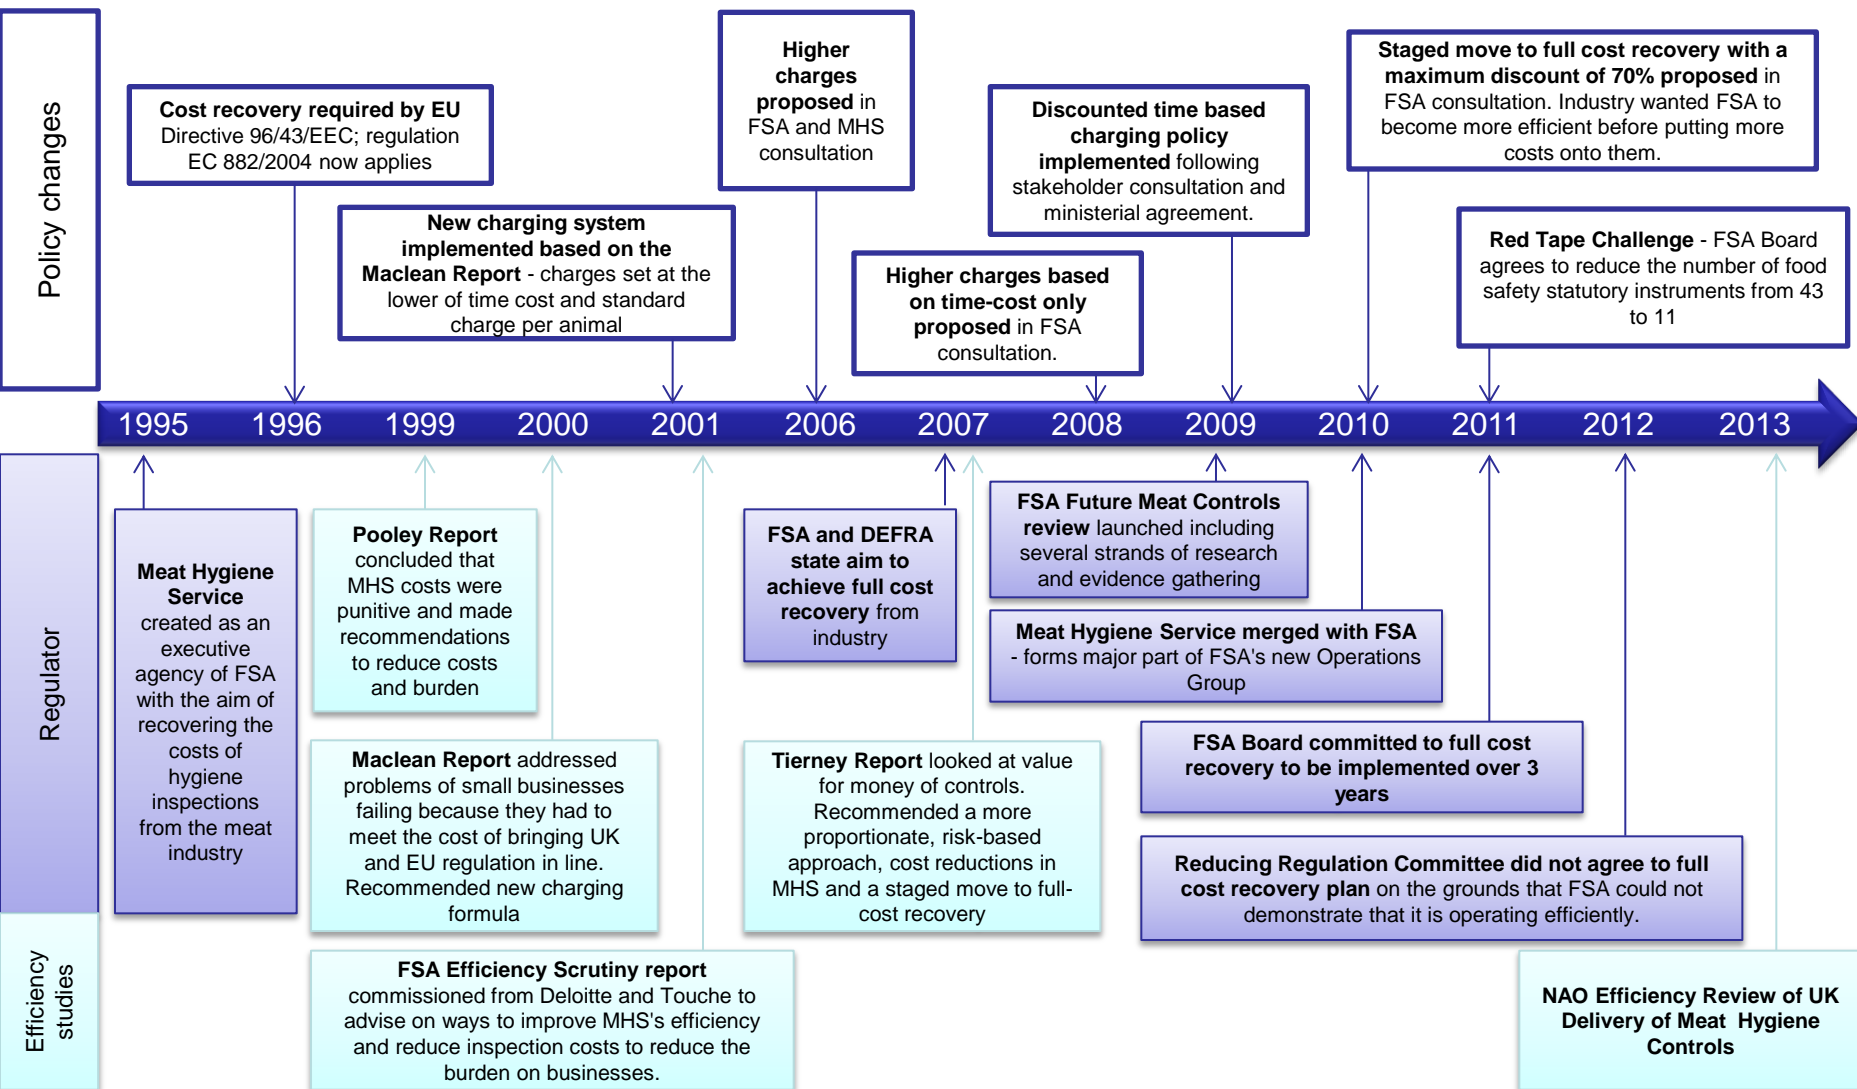 Policy changes
Cost recovery required by EU
Directive 96/43/EEC; regulation
EC 882/2004 now applies
New charging system
implemented based on the
Maclean Report - charges set at the
lower of time cost and standard
charge per animal
Higher
charges
proposed in
FSA and MHS
consultation
Higher charges based
on time-cost only
proposed in FSA
consultation.
Discounted time based
charging policy
implemented following
stakeholder consultation and
ministerial agreement.
Staged move to full cost recovery with a
maximum discount of 70% proposed in
FSA consultation. Industry wanted FSA to
become more efficient before putting more
costs onto them.
Red Tape Challenge - FSA Board
agrees to reduce the number of food
safety statutory instruments from 43
to 11
1995 1996 1999 2000 2001 2006 2007 2008 2009 2010 2011 2012 2013
Regulator
Meat Hygiene
Service
created as an
executive
agency of FSA
with the aim of
recovering the
costs of
hygiene
inspections
from the meat
industry
Pooley Report
concluded that
MHS costs were
punitive and made
recommendations
to reduce costs
and burden
Maclean Report addressed
problems of small businesses
failing because they had to
meet the cost of bringing UK
and EU regulation in line.
Recommended new charging
formula
FSA and DEFRA
state aim to
achieve full cost
recovery from
industry
Tierney Report looked at value
for money of controls.
Recommended a more
proportionate, risk-based
approach, cost reductions in
MHS and a staged move to full-
cost recovery
FSA Future Meat Controls
review launched including
several strands of research
and evidence gathering
Meat Hygiene Service merged with FSA
- forms major part of FSA's new Operations
Group
FSA Board committed to full cost
recovery to be implemented over 3
years
Reducing Regulation Committee did not agree to full
cost recovery plan on the grounds that FSA could not
demonstrate that it is operating efficiently.
Efficiency
studies
FSA Efficiency Scrutiny report
commissioned from Deloitte and Touche to
advise on ways to improve MHS's efficiency
and reduce inspection costs to reduce the
burden on businesses.
NAO Efficiency Review of UK
Delivery of Meat Hygiene
Controls